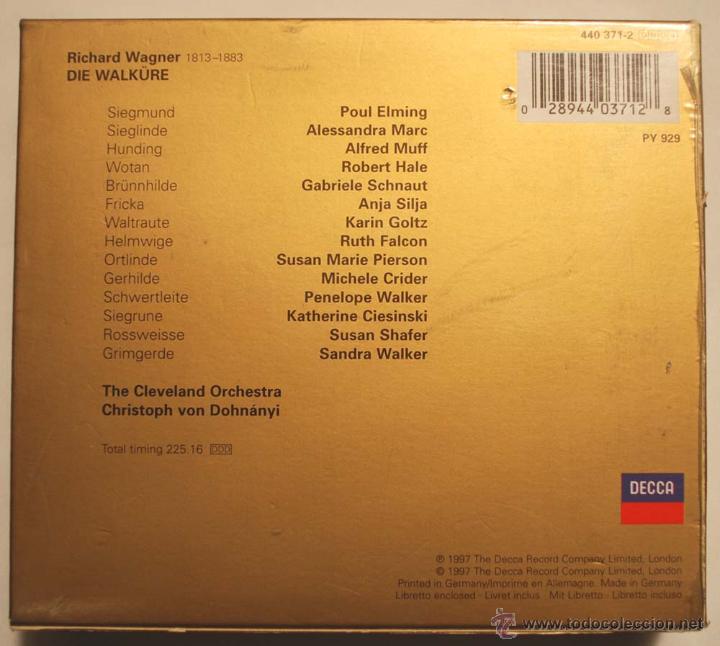 440 371-2
Richard Wagner 1813–1883
DIE WALKÜRE
0 28944 03712 8
PY 929
Siegmund Poul Elming
Sieglinde Alessandra Marc
Hunding Alfred Muff
Wotan Robert Hale
Brünnhilde Gabriele Schnaut
Fricka Anja Silja
Waltraute Karin Goltz
Helmwige Ruth Falcon
Ortlinde Susan Marie Pierson
Gerhilde Michele Crider
Schwertleite Penelope Walker
Siegrune Katherine Ciesinski
Rossweisse Susan Shafer
Grimgerde Sandra Walker
The Cleveland Orchestra
Christoph von Dohnányi
Total timing 225.16 DDD
DECCA
℗ 1997 The Decca Record Company Limited, London
© 1997 The Decca Record Company Limited, London
Printed in Germany/Imprimé en Allemagne. Made in Germany
Libretto enclosed · Livret inclus · Mit Libretto · Libretto incluso
www.todocoleccion.net